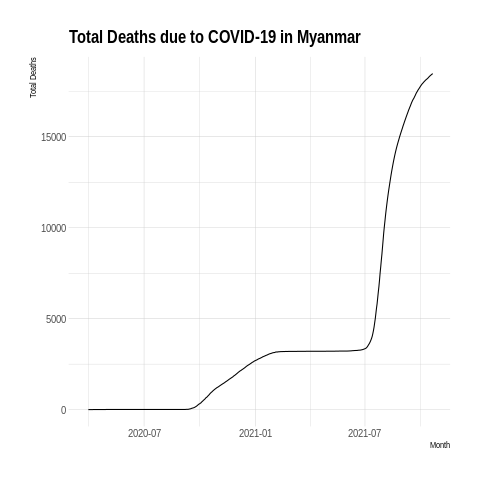 Total Deaths due to COVID-19 in Myanmar
Total Deaths
15000
10000
5000
0
2020-07 2021-01 2021-07
Month